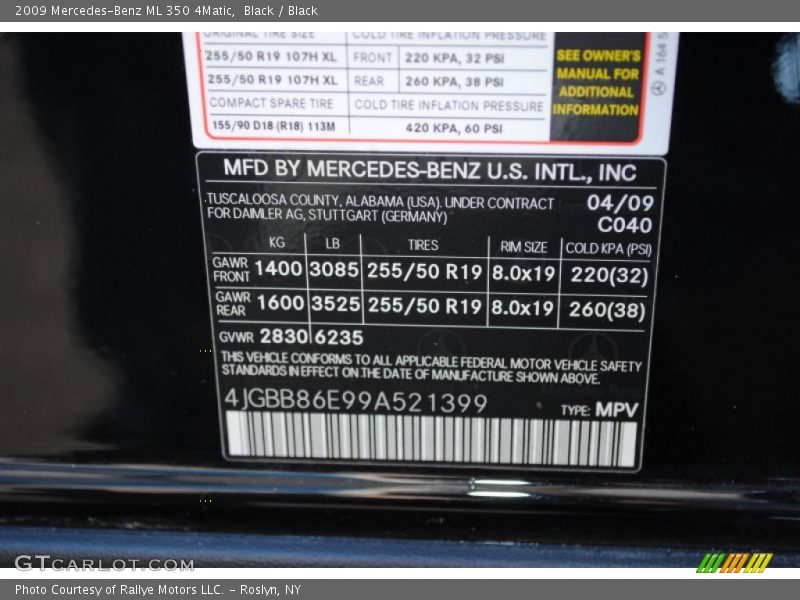 2009 Mercedes-Benz ML 350 4Matic, Black / Black
ORIGINAL TIRE SIZE COLD TIRE INFLATION PRESSURE
255/50 R19 107H XL FRONT 220 KPA, 32 PSI
255/50 R19 107H XL REAR 260 KPA, 38 PSI
COMPACT SPARE TIRE COLD TIRE INFLATION PRESSURE
155/90 D18 (R18) 113M 420 KPA, 60 PSI
SEE OWNER'S
MANUAL FOR
ADDITIONAL
INFORMATION
A 164 5
MFD BY MERCEDES-BENZ U.S. INTL., INC
TUSCALOOSA COUNTY, ALABAMA (USA), UNDER CONTRACT 04/09
FOR DAIMLER AG, STUTTGART (GERMANY) C040
KG LB TIRES RIM SIZE COLD KPA (PSI)
GAWR FRONT 1400 3085 255/50 R19 8.0x19 220(32)
GAWR REAR 1600 3525 255/50 R19 8.0x19 260(38)
GVWR 2830 6235
THIS VEHICLE CONFORMS TO ALL APPLICABLE FEDERAL MOTOR VEHICLE SAFETY
STANDARDS IN EFFECT ON THE DATE OF MANUFACTURE SHOWN ABOVE.
4JGBB86E99A521399 TYPE: MPV
GTCARLOT.COM
Photo Courtesy of Rallye Motors LLC. - Roslyn, NY